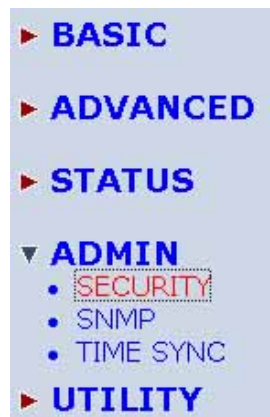 BASIC
ADVANCED
STATUS
ADMIN
SECURITY
SNMP
TIME SYNC
UTILITY